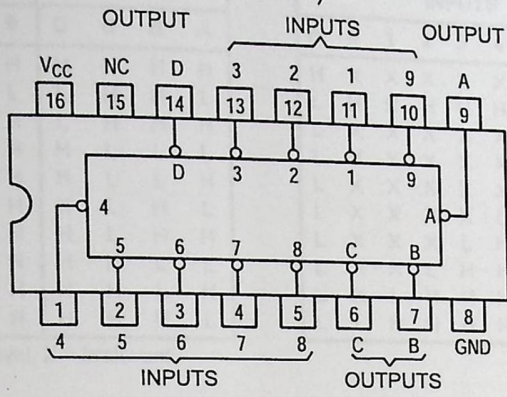 OUTPUT INPUTS OUTPUT
VCC NC D 3 2 1 9 A
16 15 14 13 12 11 10 9
D 3 2 1 9
4 A
5 6 7 8 C B
1 2 3 4 5 6 7 8
4 5 6 7 8 C B GND
INPUTS OUTPUTS